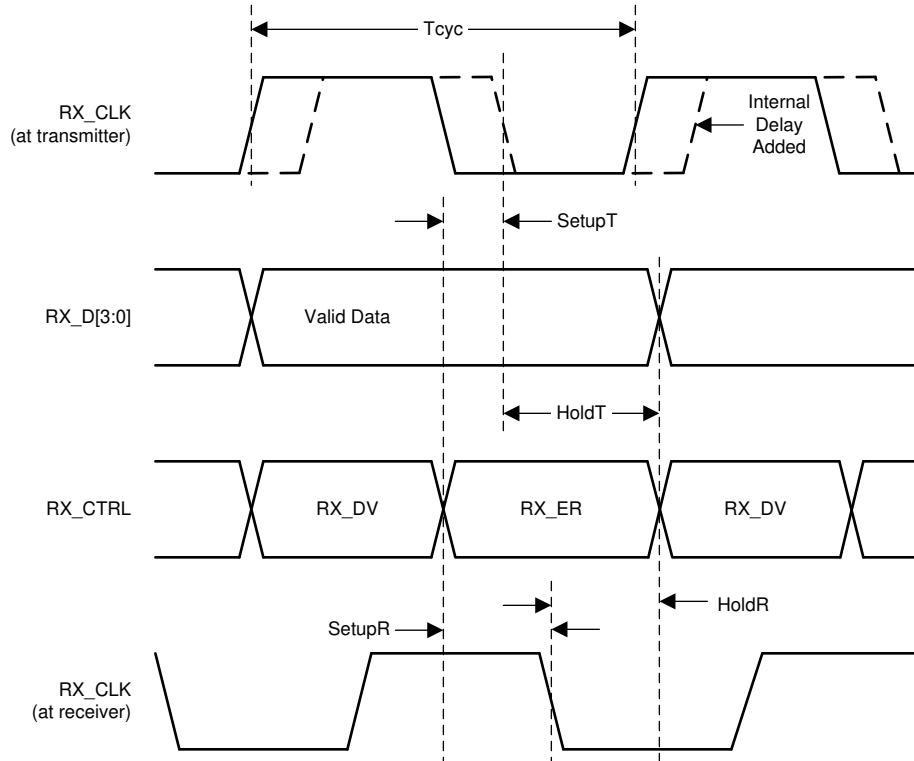 Tcyc
RX_CLK
(at transmitter)
Internal
Delay
Added
SetupT
RX_D[3:0]
Valid Data
HoldT
RX_CTRL
RX_DV
RX_ER
RX_DV
HoldR
SetupR
RX_CLK
(at receiver)